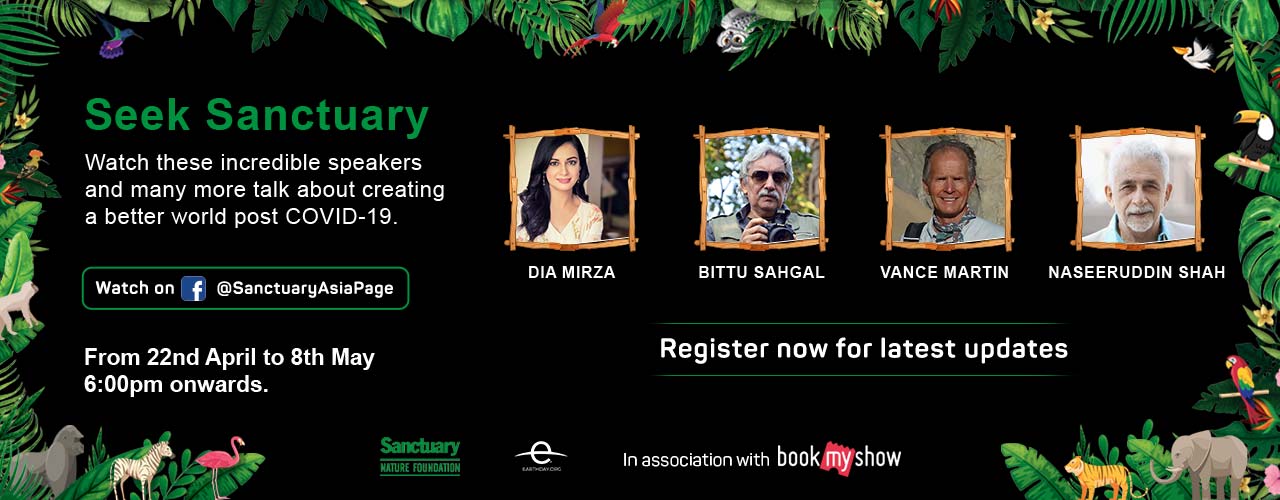 Seek Sanctuary
Watch these incredible speakers
and many more talk about creating
a better world post COVID-19.
Watch on f @SanctuaryAsiaPage
From 22nd April to 8th May
6:00pm onwards.
DIA MIRZA
BITTU SAHGAL
VANCE MARTIN
NASEERUDDIN SHAH
Register now for latest updates
Sanctuary
NATURE FOUNDATION
e
EARTHDAY.ORG
In association with bookmyshow